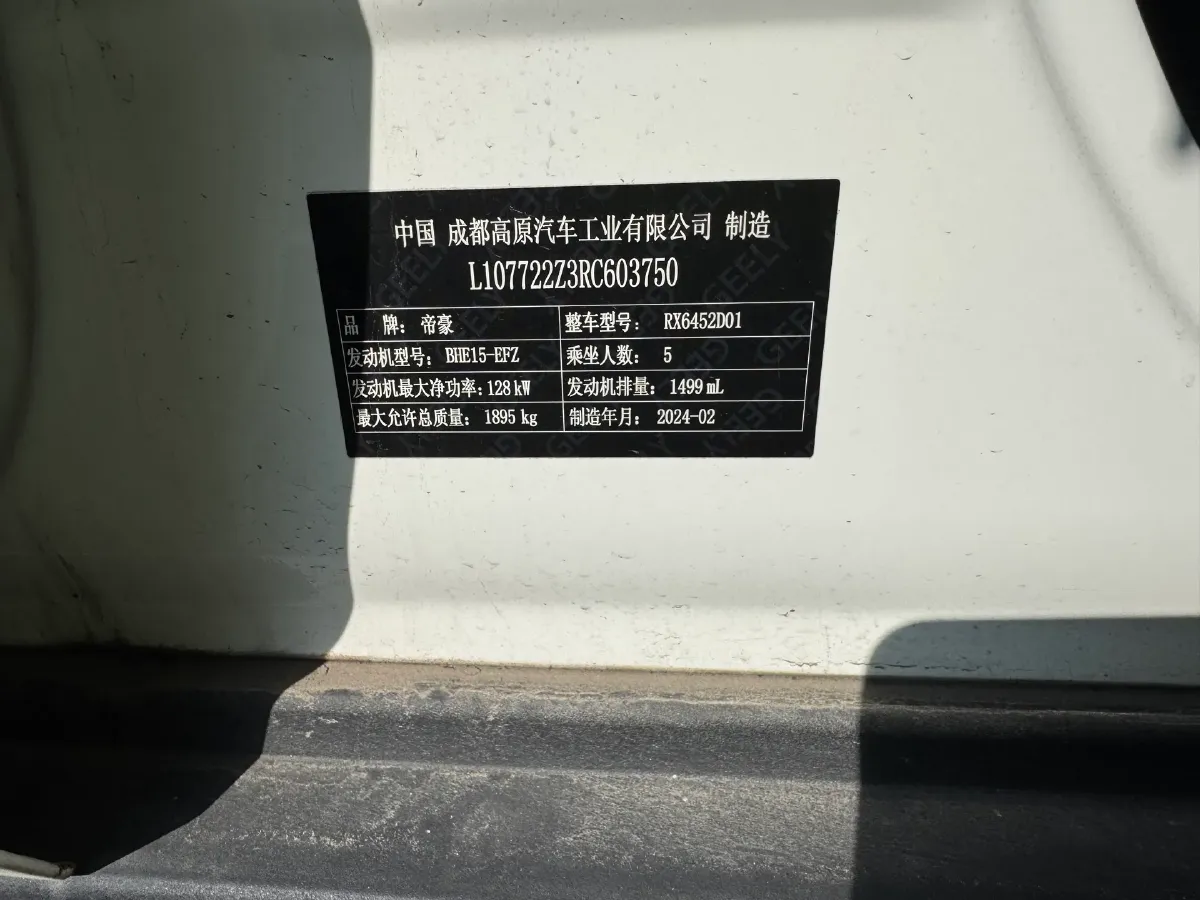 中国 成都高原汽车工业有限公司 制造
L107722Z3RC603750
品 牌：帝豪 整车型号： RX6452D01
发动机型号：BHE15-EFZ 乘坐人数： 5
发动机最大净功率：128 kW 发动机排量： 1499 mL
最大允许总质量： 1895 kg 制造年月： 2024-02
GEELY